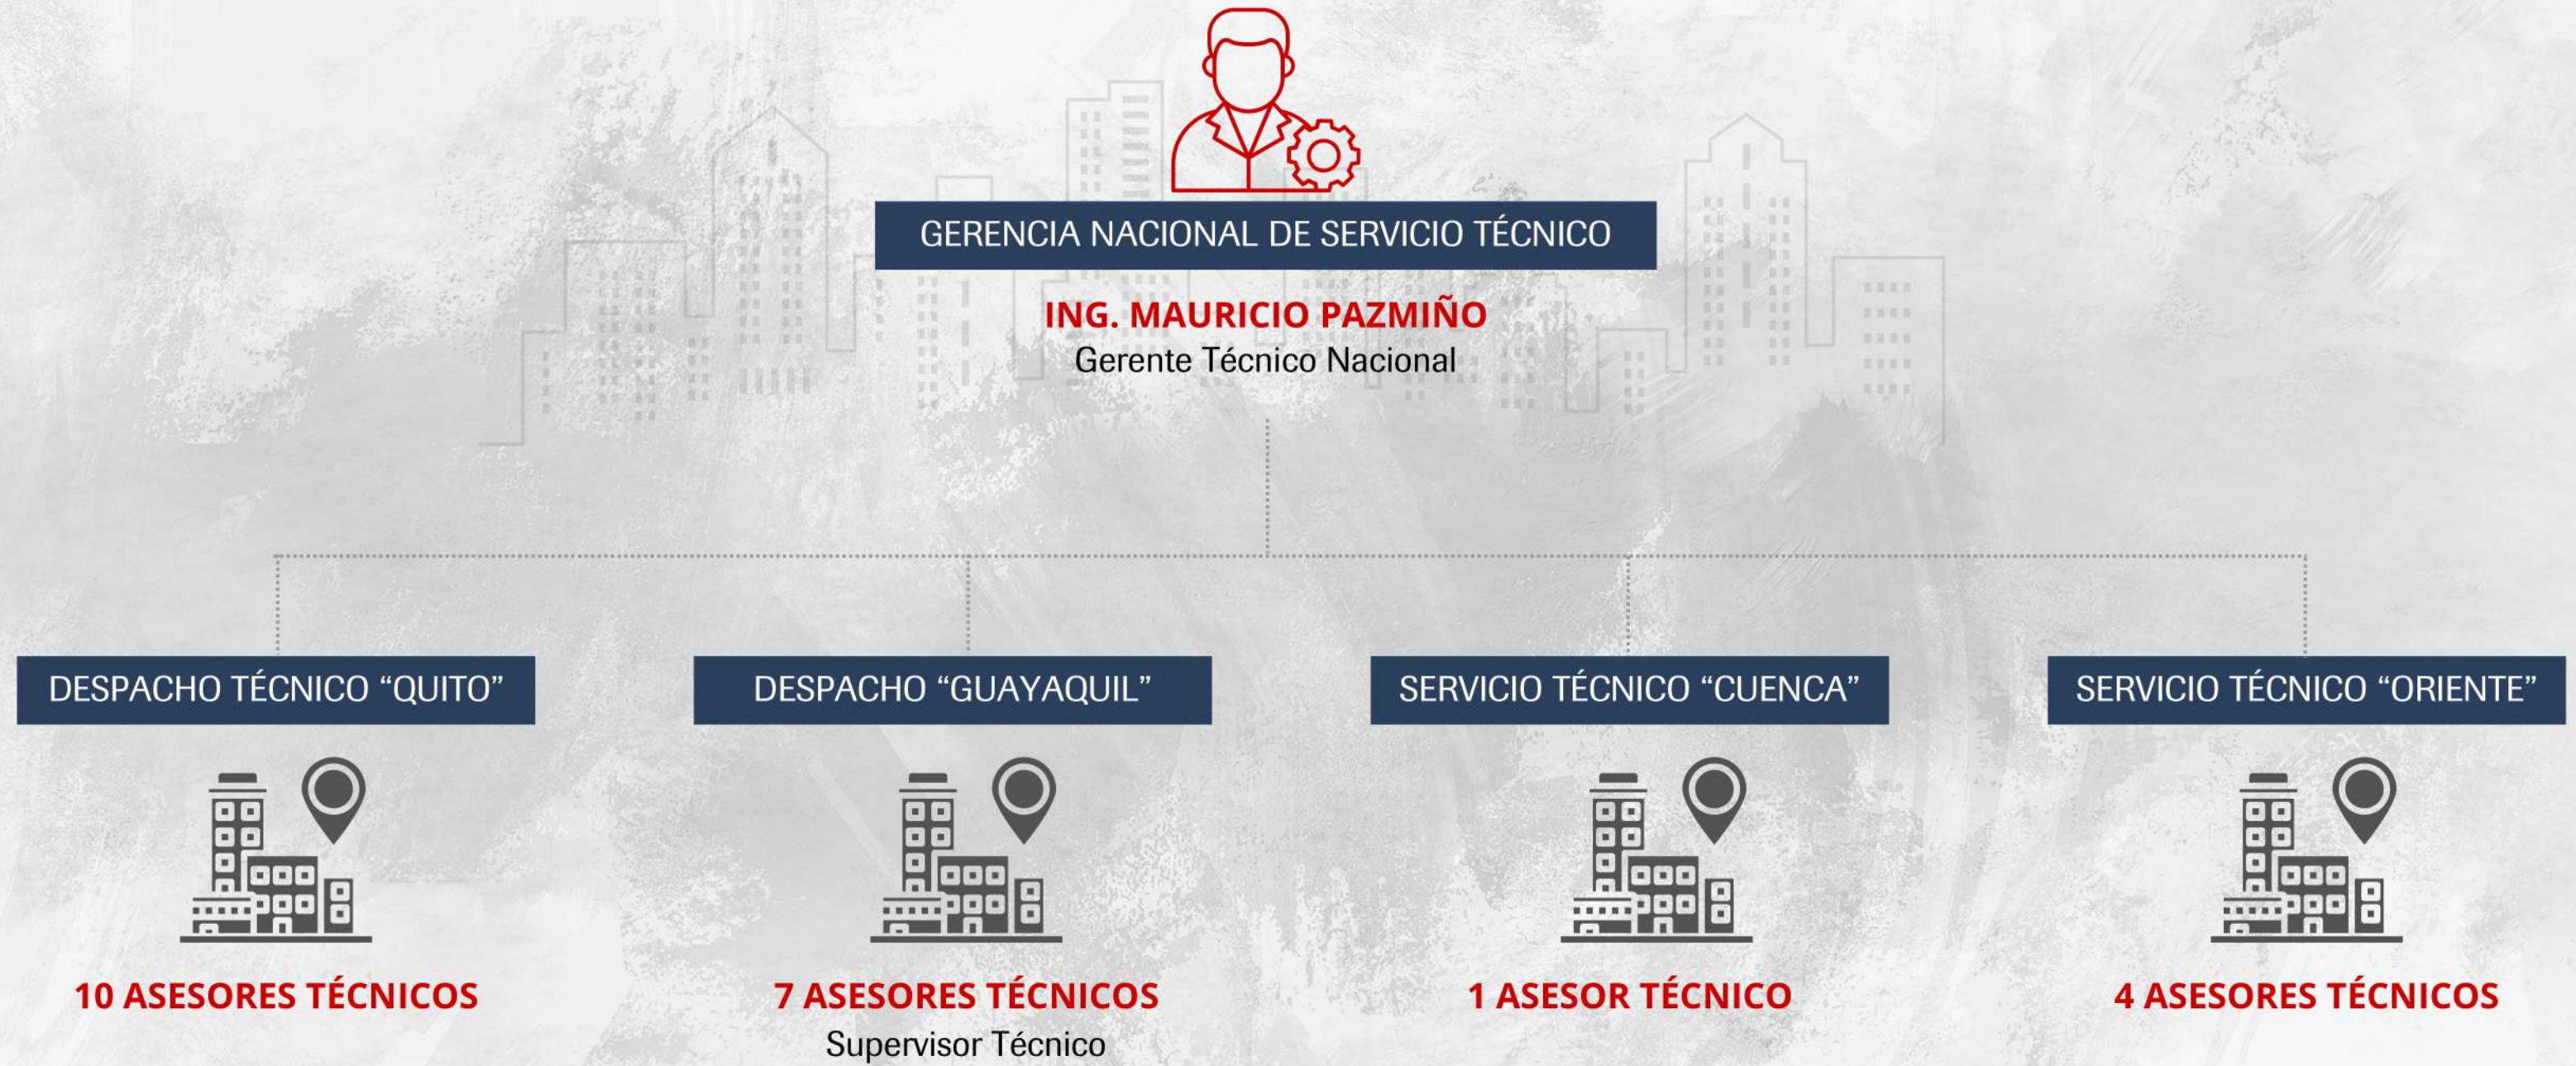 GERENCIA NACIONAL DE SERVICIO TÉCNICO
ING. MAURICIO PAZMIÑO
Gerente Técnico Nacional
DESPACHO TÉCNICO “QUITO”
10 ASESORES TÉCNICOS
DESPACHO “GUAYAQUIL”
7 ASESORES TÉCNICOS
Supervisor Técnico
SERVICIO TÉCNICO “CUENCA”
1 ASESOR TÉCNICO
SERVICIO TÉCNICO “ORIENTE”
4 ASESORES TÉCNICOS